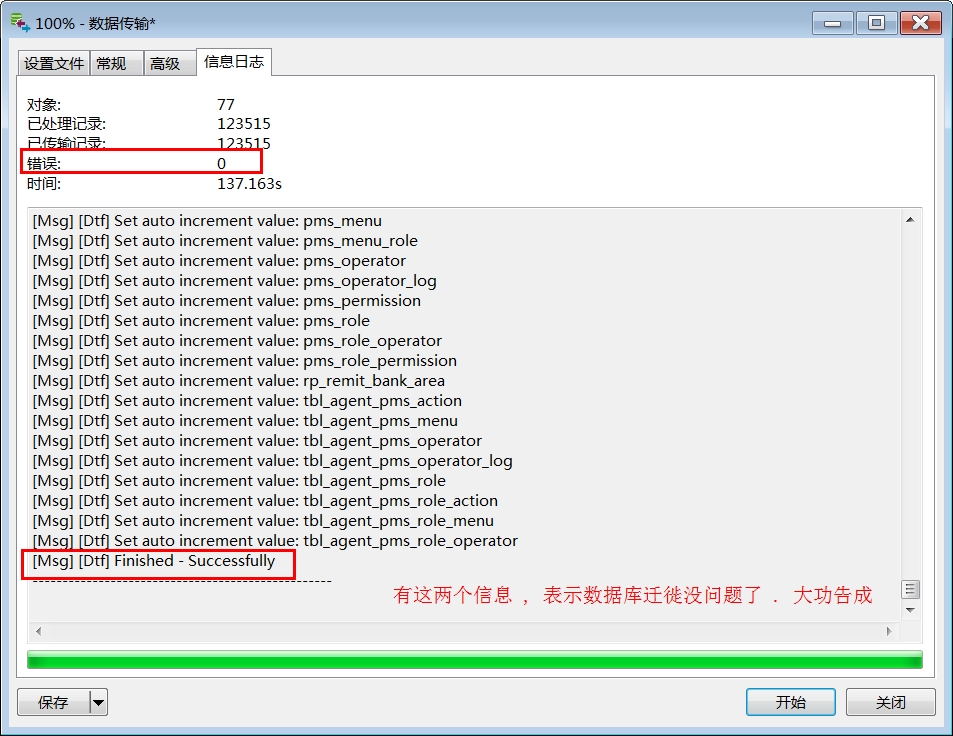 100% - 数据传输*
设置文件 常规 高级 信息日志
对象: 77
已处理记录: 123515
已传输记录: 123515
错误: 0
时间: 137.163s
[Msg] [Dtf] Set auto increment value: pms_menu
[Msg] [Dtf] Set auto increment value: pms_menu_role
[Msg] [Dtf] Set auto increment value: pms_operator
[Msg] [Dtf] Set auto increment value: pms_operator_log
[Msg] [Dtf] Set auto increment value: pms_permission
[Msg] [Dtf] Set auto increment value: pms_role
[Msg] [Dtf] Set auto increment value: pms_role_operator
[Msg] [Dtf] Set auto increment value: pms_role_permission
[Msg] [Dtf] Set auto increment value: rp_remit_bank_area
[Msg] [Dtf] Set auto increment value: tbl_agent_pms_action
[Msg] [Dtf] Set auto increment value: tbl_agent_pms_menu
[Msg] [Dtf] Set auto increment value: tbl_agent_pms_operator
[Msg] [Dtf] Set auto increment value: tbl_agent_pms_operator_log
[Msg] [Dtf] Set auto increment value: tbl_agent_pms_role
[Msg] [Dtf] Set auto increment value: tbl_agent_pms_role_action
[Msg] [Dtf] Set auto increment value: tbl_agent_pms_role_menu
[Msg] [Dtf] Set auto increment value: tbl_agent_pms_role_operator
[Msg] [Dtf] Finished - Successfully
--------------------------------------------------
有这两个信息 ，表示数据库迁徙没问题了 ．大功告成
保存 开始 关闭